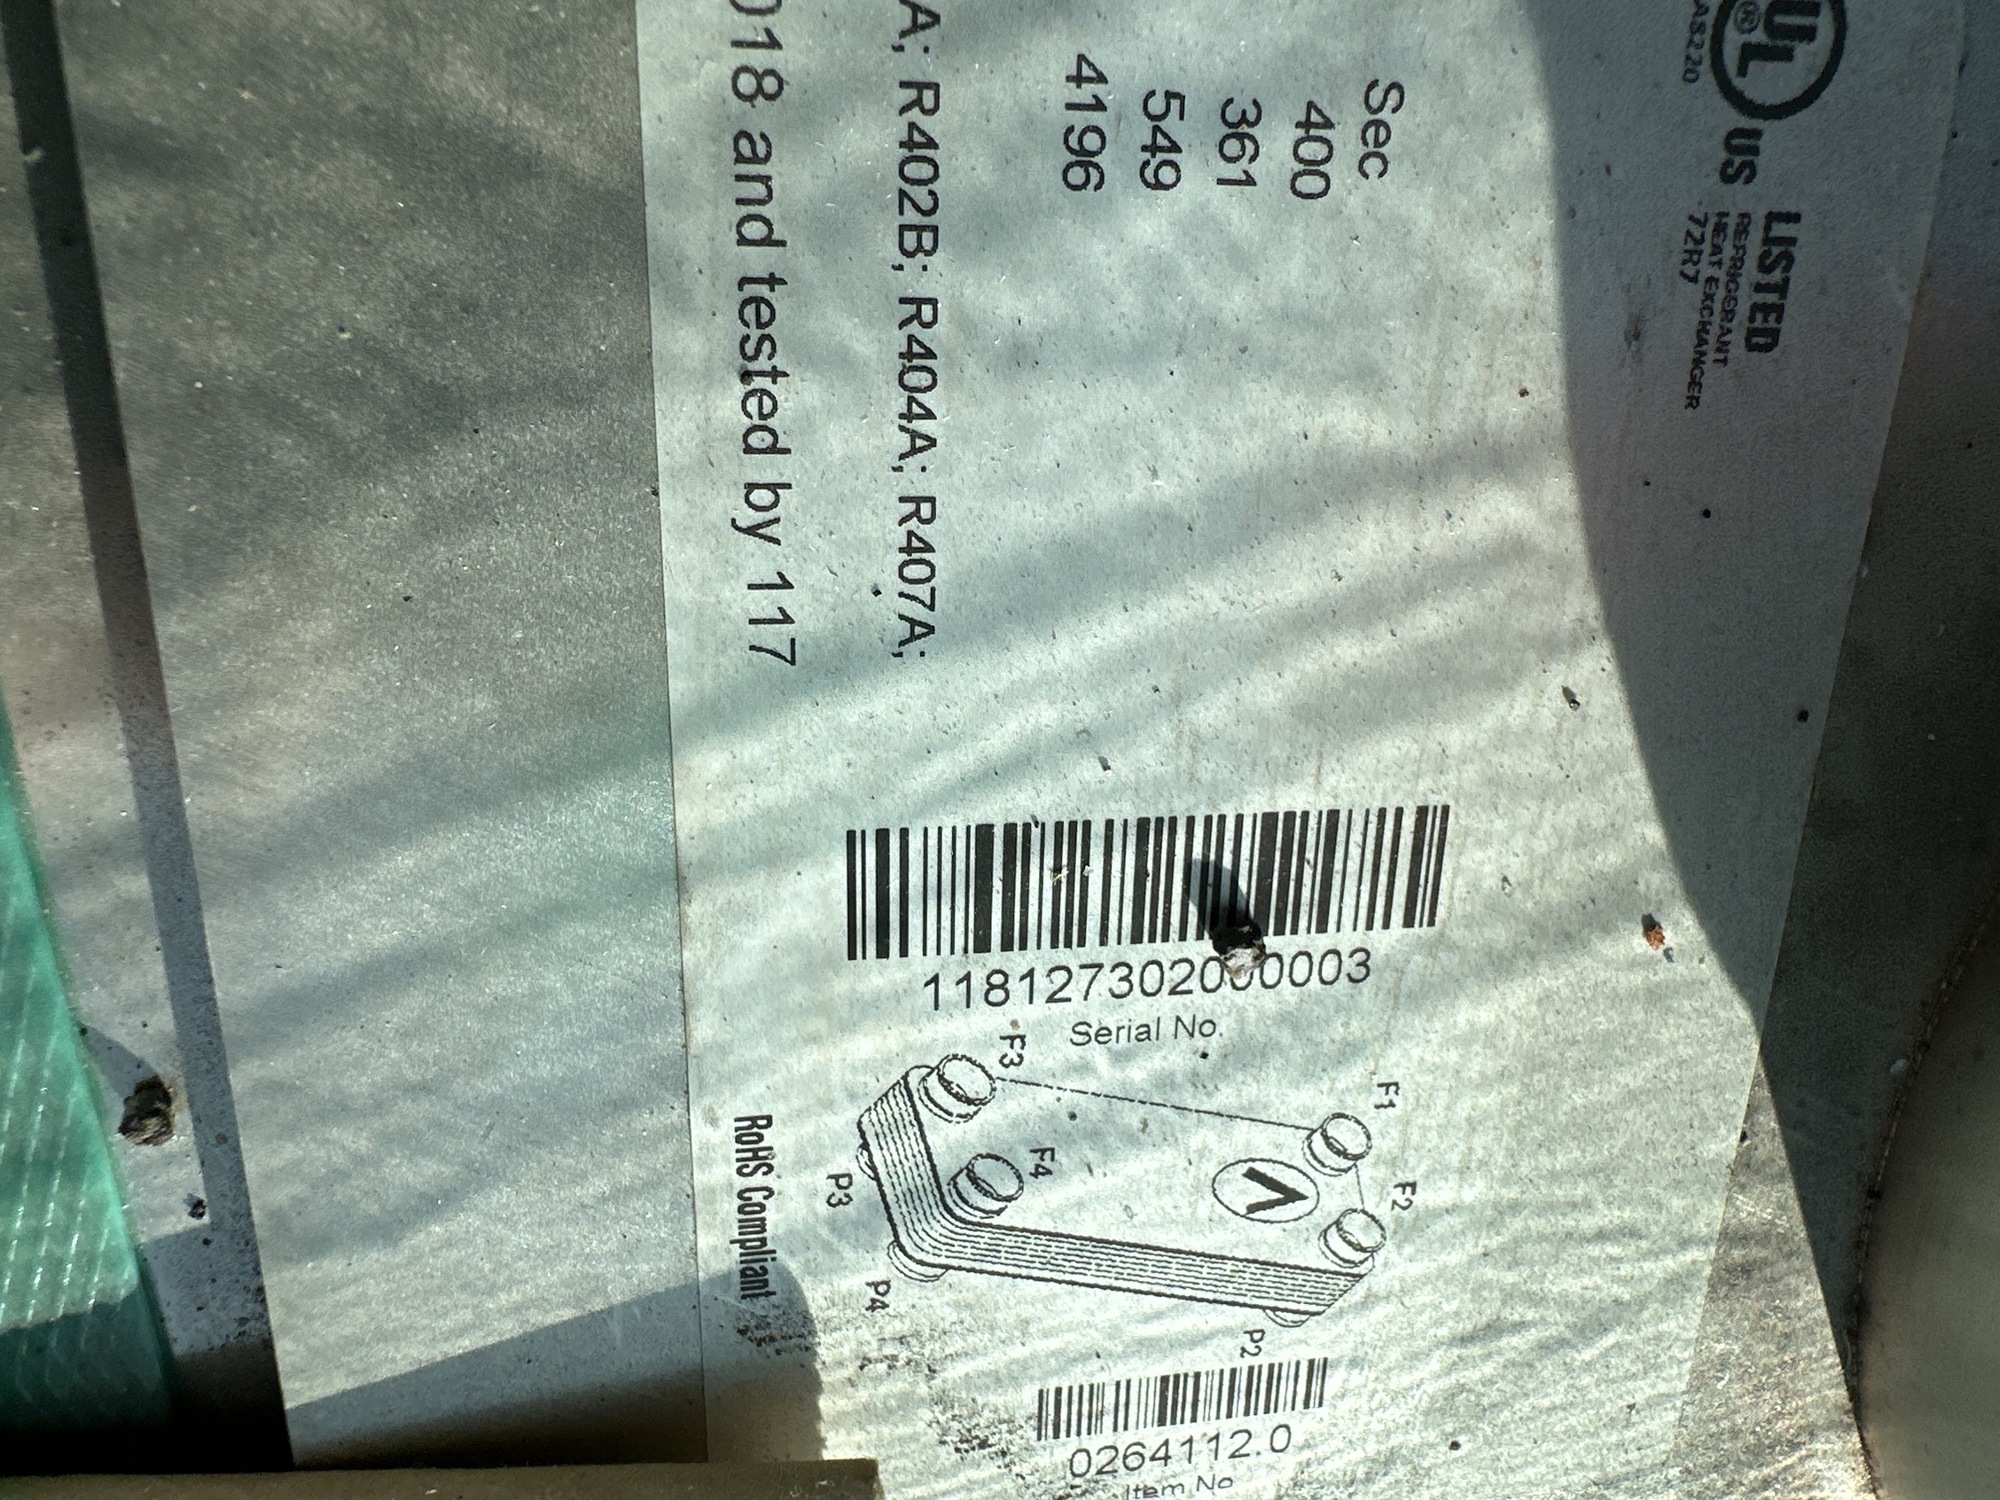 UL
®
US
LISTED
REFRIGERANT
HEAT EXCHANGER
72R7
Sec
400
361
549
4196
A; R402B; R404A; R407A;
018 and tested by 117
Serial No.
F1
F2
F3
F4
V
P2
P3
P4
RoHS Compliant
0264112.0
Item No